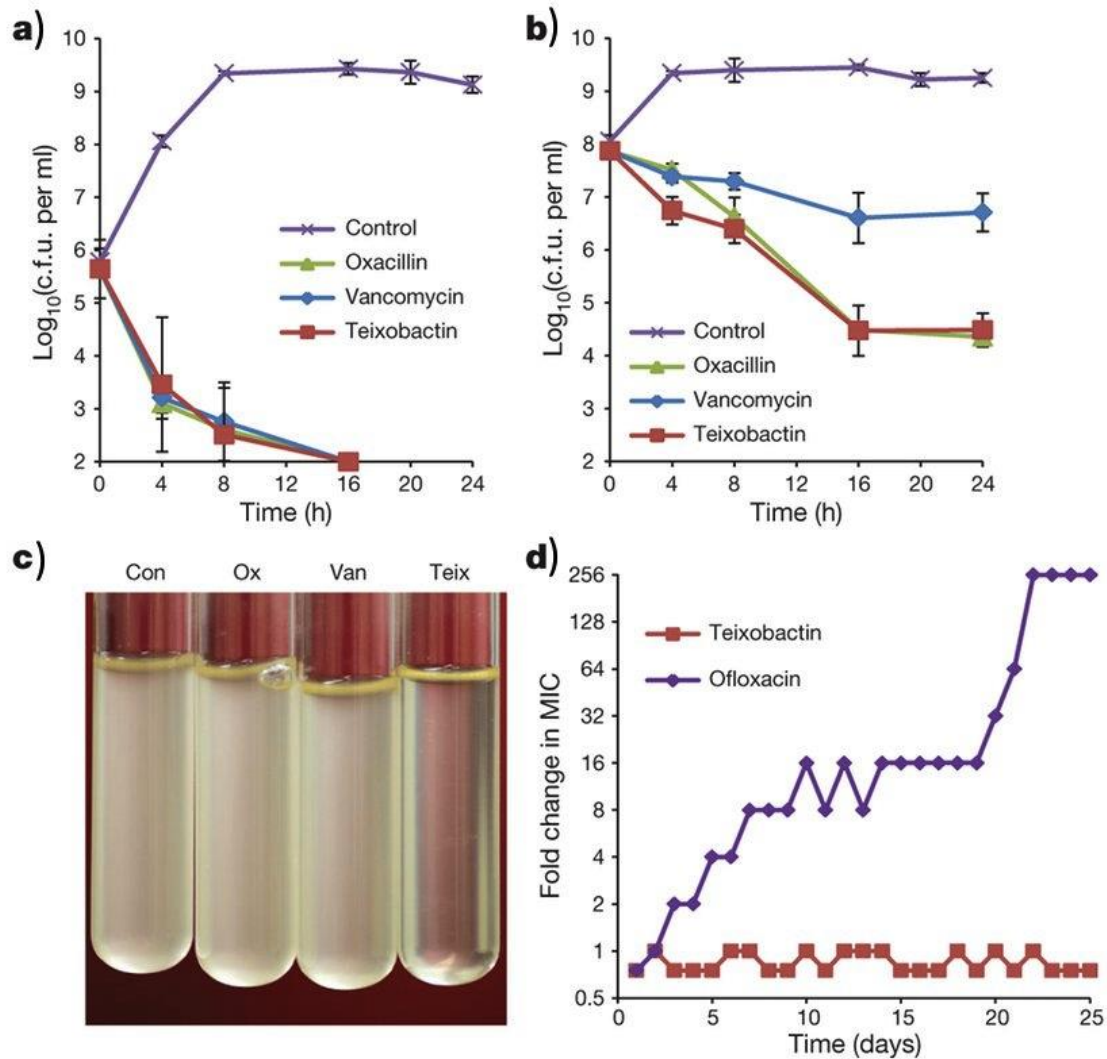 a)
10
9
8
7
6
5
4
3
2
Log10(c.f.u. per ml)
Control
Oxacillin
Vancomycin
Teixobactin
0 4 8 12 16 20 24
Time (h)
b)
10
9
8
7
6
5
4
3
2
Log10(c.f.u. per ml)
Control
Oxacillin
Vancomycin
Teixobactin
0 4 8 12 16 20 24
Time (h)
c)
Con Ox Van Teix
d)
256
128
64
32
16
8
4
2
1
0.5
Fold change in MIC
Teixobactin
Ofloxacin
0 5 10 15 20 25
Time (days)